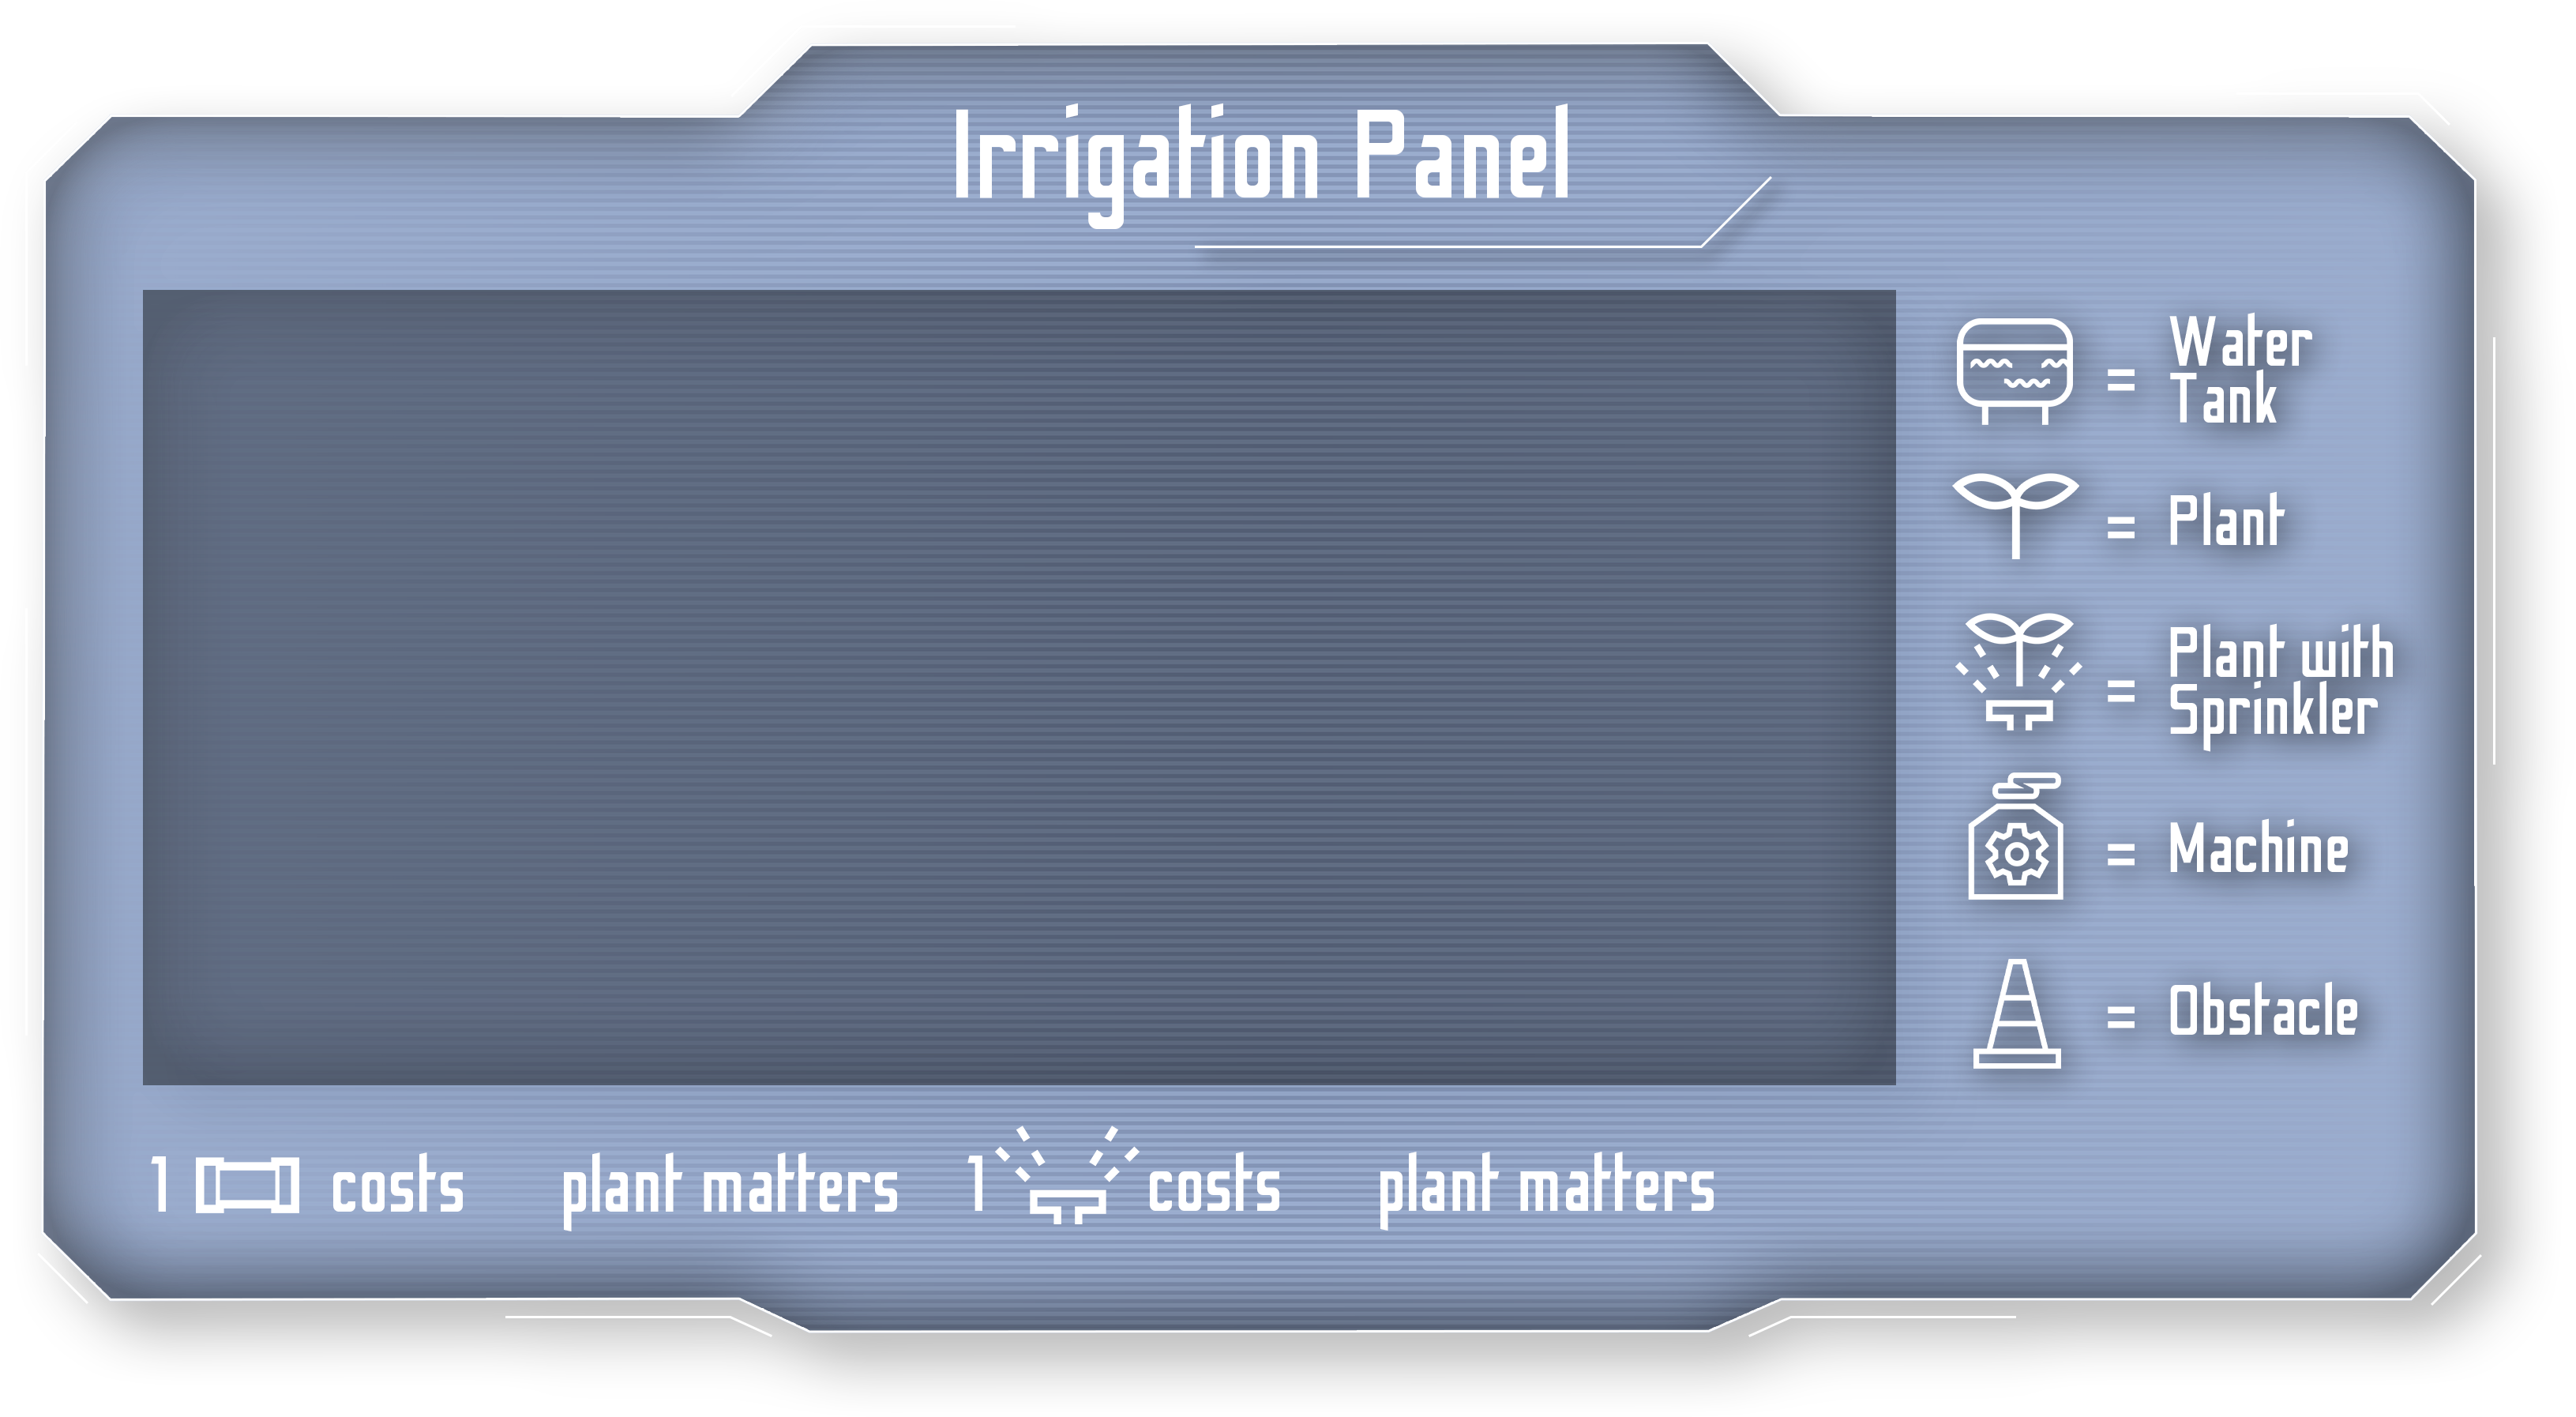 Irrigation Panel
= Water
Tank
= Plant
= Plant with
Sprinkler
= Machine
= Obstacle
1 costs plant matters 1 costs plant matters